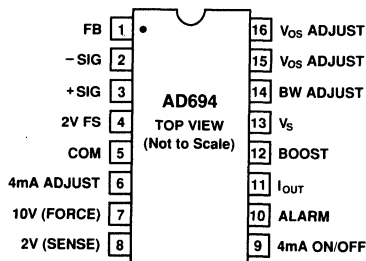 FB 1
− SIG 2
+ SIG 3
2V FS 4
COM 5
4mA ADJUST 6
10V (FORCE) 7
2V (SENSE) 8
AD694
TOP VIEW
(Not to Scale)
16 VOS ADJUST
15 VOS ADJUST
14 BW ADJUST
13 VS
12 BOOST
11 IOUT
10 ALARM
9 4mA ON/OFF